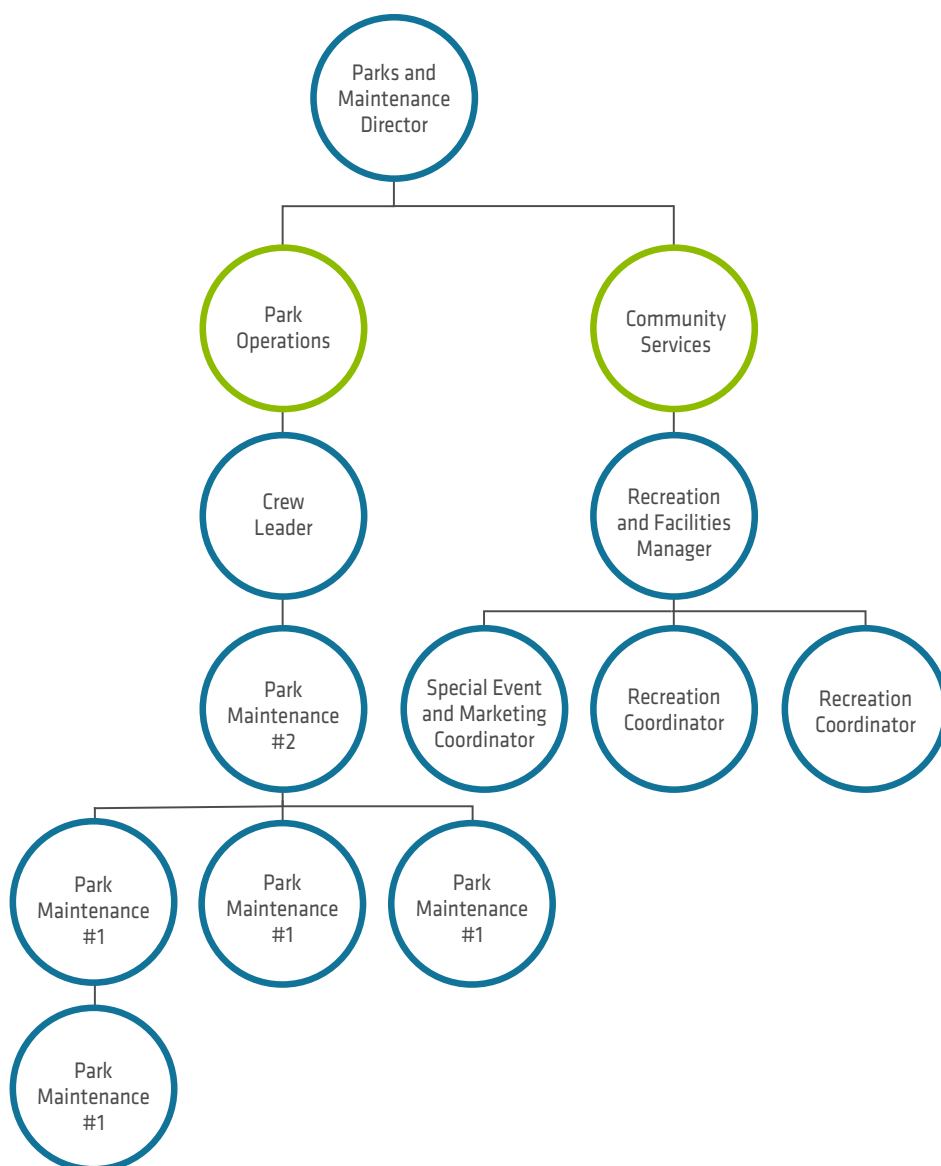 Parks and
Maintenance
Director
Park
Operations
Community
Services
Crew
Leader
Recreation
and Facilities
Manager
Park
Maintenance
#2
Special Event
and Marketing
Coordinator
Recreation
Coordinator
Recreation
Coordinator
Park
Maintenance
#1
Park
Maintenance
#1
Park
Maintenance
#1
Park
Maintenance
#1